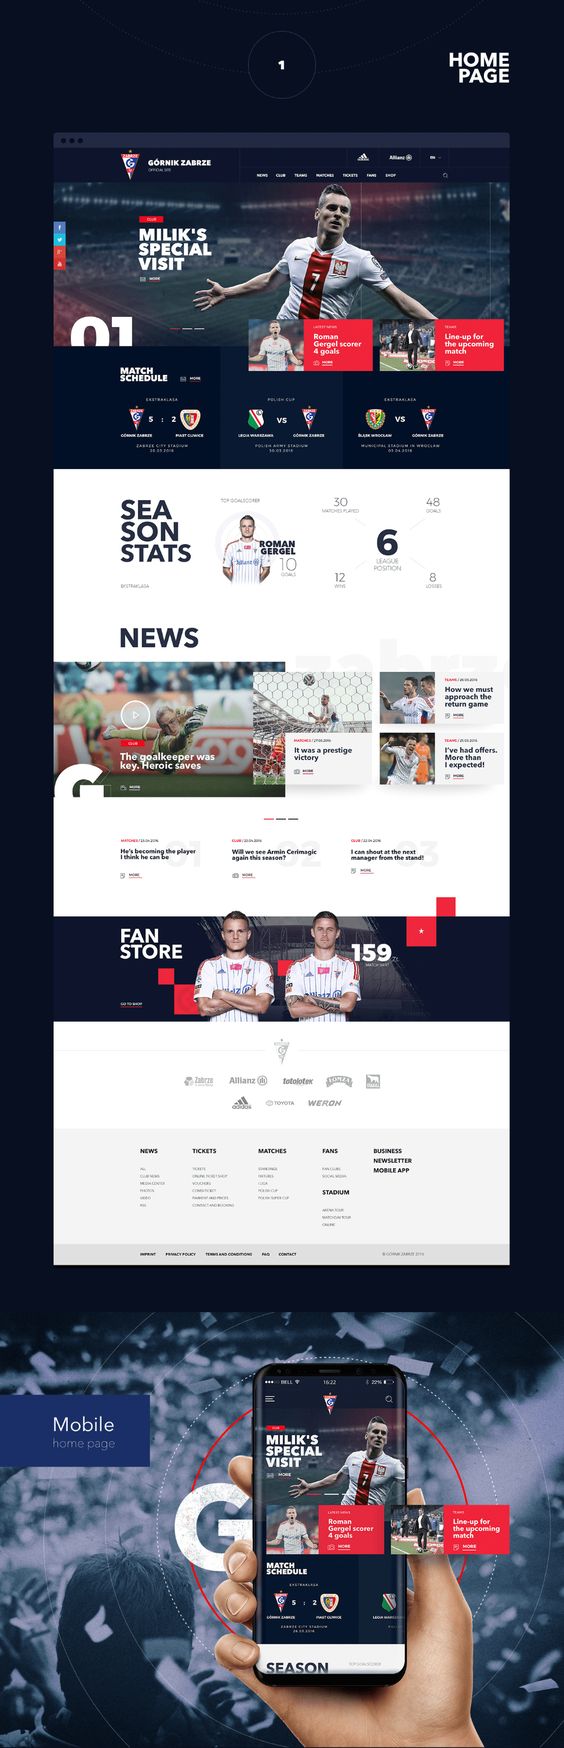 1
HOME
PAGE
GÓRNIK ZABRZE
OFFICIAL SITE
adidas
Allianz
EN
NEWS CLUB TEAMS MATCHES TICKETS FANS SHOP
CLUB
MILIK'S
SPECIAL
VISIT
MORE
7
01
LATEST NEWS
Roman
Gergel scorer
4 goals
MORE
TEAMS
Line-up for
the upcoming
match
MORE
MATCH
SCHEDULE
MORE
EKSTRAKLASA
5 : 2
GÓRNIK ZABRZE PIAST GLIWICE
ZABRZE CITY STADIUM
POLISH CUP
VS
LEGIA WARSZAWA GÓRNIK ZABRZE
POLISH ARMY STADIUM
30.03.2016
EKSTRAKLASA
VS
ŚLĄSK WROCŁAW GÓRNIK ZABRZE
MUNICIPAL STADIUM IN WROCŁAW
03.04.2016
SEA
SON
STATS
EKSTRAKLASA
TOP GOALSCORER
ROMAN
GERGEL
10
GOALS
30
MATCHES PLAYED
48
GOALS
6
LEAGUE
POSITION
12
WINS
8
LOSSES
NEWS
zabrz
CLUB
The goalkeeper was
key. Heroic saves
MORE
G
MATCHES / 27.03.2016
It was a prestige
victory
MORE
TEAMS / 26.03.2016
How we must
approach the
return game
MORE
TEAMS / 25.03.2016
I've had offers.
More than
I expected!
MORE
MATCHES / 23.04.2016
He's becoming the player
I think he can be
MORE
01
CLUB / 23.04.2016
Will we see Armin Cerimagic
again this season?
MORE
02
CLUB / 22.04.2016
I can shout at the next
manager from the stand!
MORE
03
FAN
STORE
GO TO SHOP
Allianz
159 ZŁ
MATCH SHIRT
Zabrze
Allianz
totolotek
ŁOMŻA
adidas
TOYOTA
WERON
NEWS
ALL
CLUB NEWS
MEDIA CENTER
PHOTOS
VIDEO
RSS
TICKETS
TICKETS
ONLINE TICKET SHOP
VOUCHERS
COMBI TICKET
PAYMENT AND PRICES
CONTACT AND BOOKING
MATCHES
STANDINGS
FIXTURES
I LIGA
POLISH CUP
POLISH SUPER CUP
FANS
FAN CLUBS
SOCIAL MEDIA
STADIUM
ARENA TOUR
MATCHDAY TOUR
ONLINE
BUSINESS
NEWSLETTER
MOBILE APP
IMPRINT PRIVACY POLICY TERMS AND CONDITIONS FAQ CONTACT
© GÓRNIK ZABRZE 2016
Mobile
home page
G
BELL 16:22 22%
CLUB
MILIK'S
SPECIAL
VISIT
MORE
7
LATEST NEWS
Roman
Gergel scorer
4 goals
MORE
TEAMS
Line-up for
the upcoming
match
MORE
MATCH
SCHEDULE
EKSTRAKLASA
5 : 2
GÓRNIK ZABRZE PIAST GLIWICE
LEGIA WARSZAWA
ZABRZE CITY STADIUM
SEASON
TOP GOALSCORER